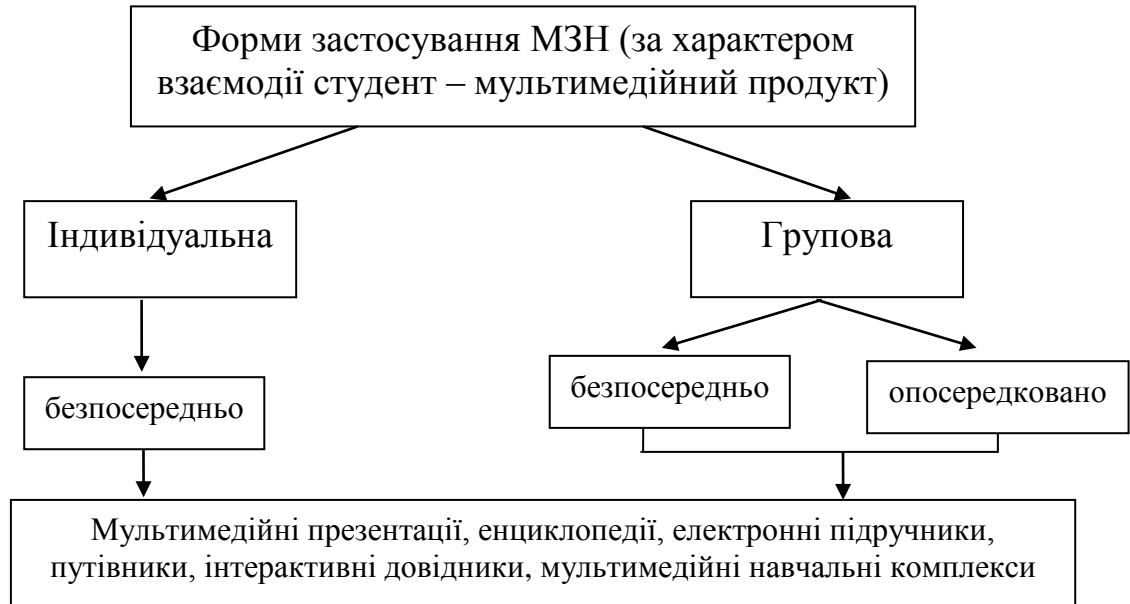 Форми застосування МЗН (за характером
взаємодії студент – мультимедійний продукт)
Індивідуальна
Групова
безпосередньо
безпосередньо
опосередковано
Мультимедійні презентації, енциклопедії, електронні підручники,
путівники, інтерактивні довідники, мультимедійні навчальні комплекси